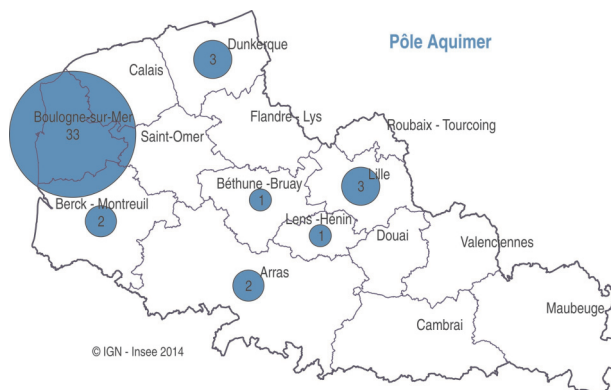 Pôle Aquimer
Dunkerque
3
Calais
Boulogne-sur-Mer
33
Flandre - Lys
Saint-Omer
Roubaix - Tourcoing
Béthune -Bruay
1
Lille
3
Berck - Montreuil
2
Lens -Hénin
1
Douai
Valenciennes
Arras
2
Maubeuge
Cambrai
© IGN - Insee 2014